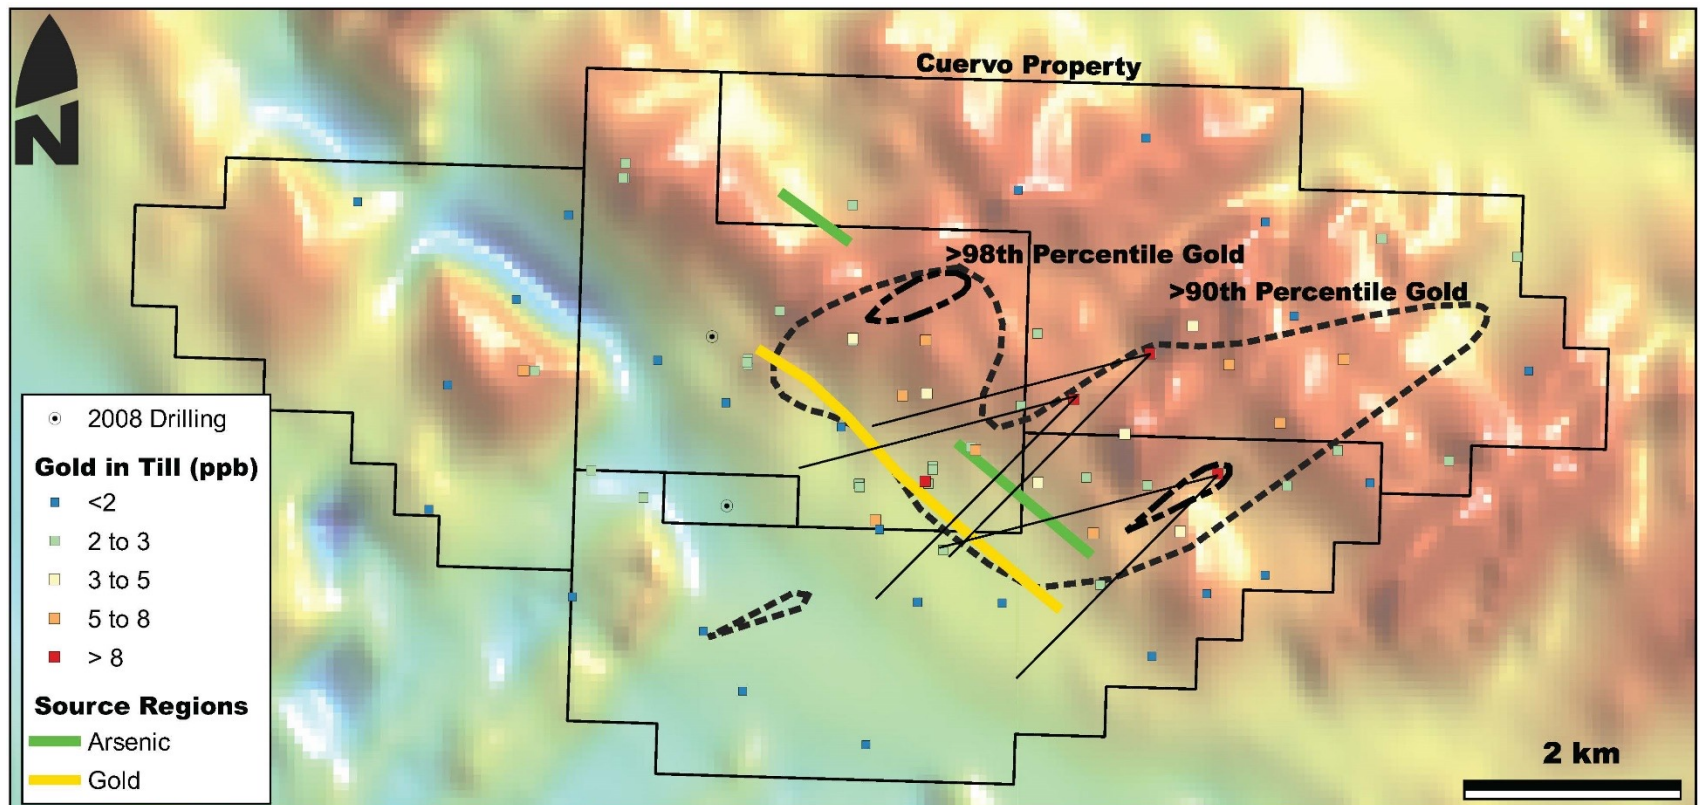 N
Cuervo Property
>98th Percentile Gold
>90th Percentile Gold
2008 Drilling
Gold in Till (ppb)
<2
2 to 3
3 to 5
5 to 8
> 8
Source Regions
Arsenic
Gold
2 km